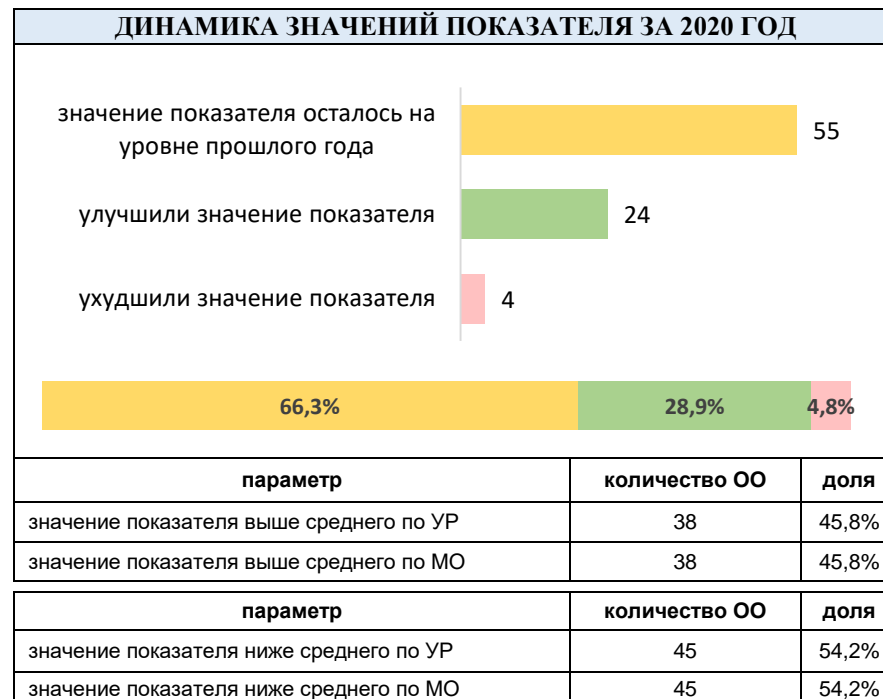 ДИНАМИКА ЗНАЧЕНИЙ ПОКАЗАТЕЛЯ ЗА 2020 ГОД
значение показателя осталось на
уровне прошлого года
55
улучшили значение показателя
24
ухудшили значение показателя
4
66,3% 28,9% 4,8%
параметр количество ОО доля
значение показателя выше среднего по УР 38 45,8%
значение показателя выше среднего по МО 38 45,8%
параметр количество ОО доля
значение показателя ниже среднего по УР 45 54,2%
значение показателя ниже среднего по МО 45 54,2%